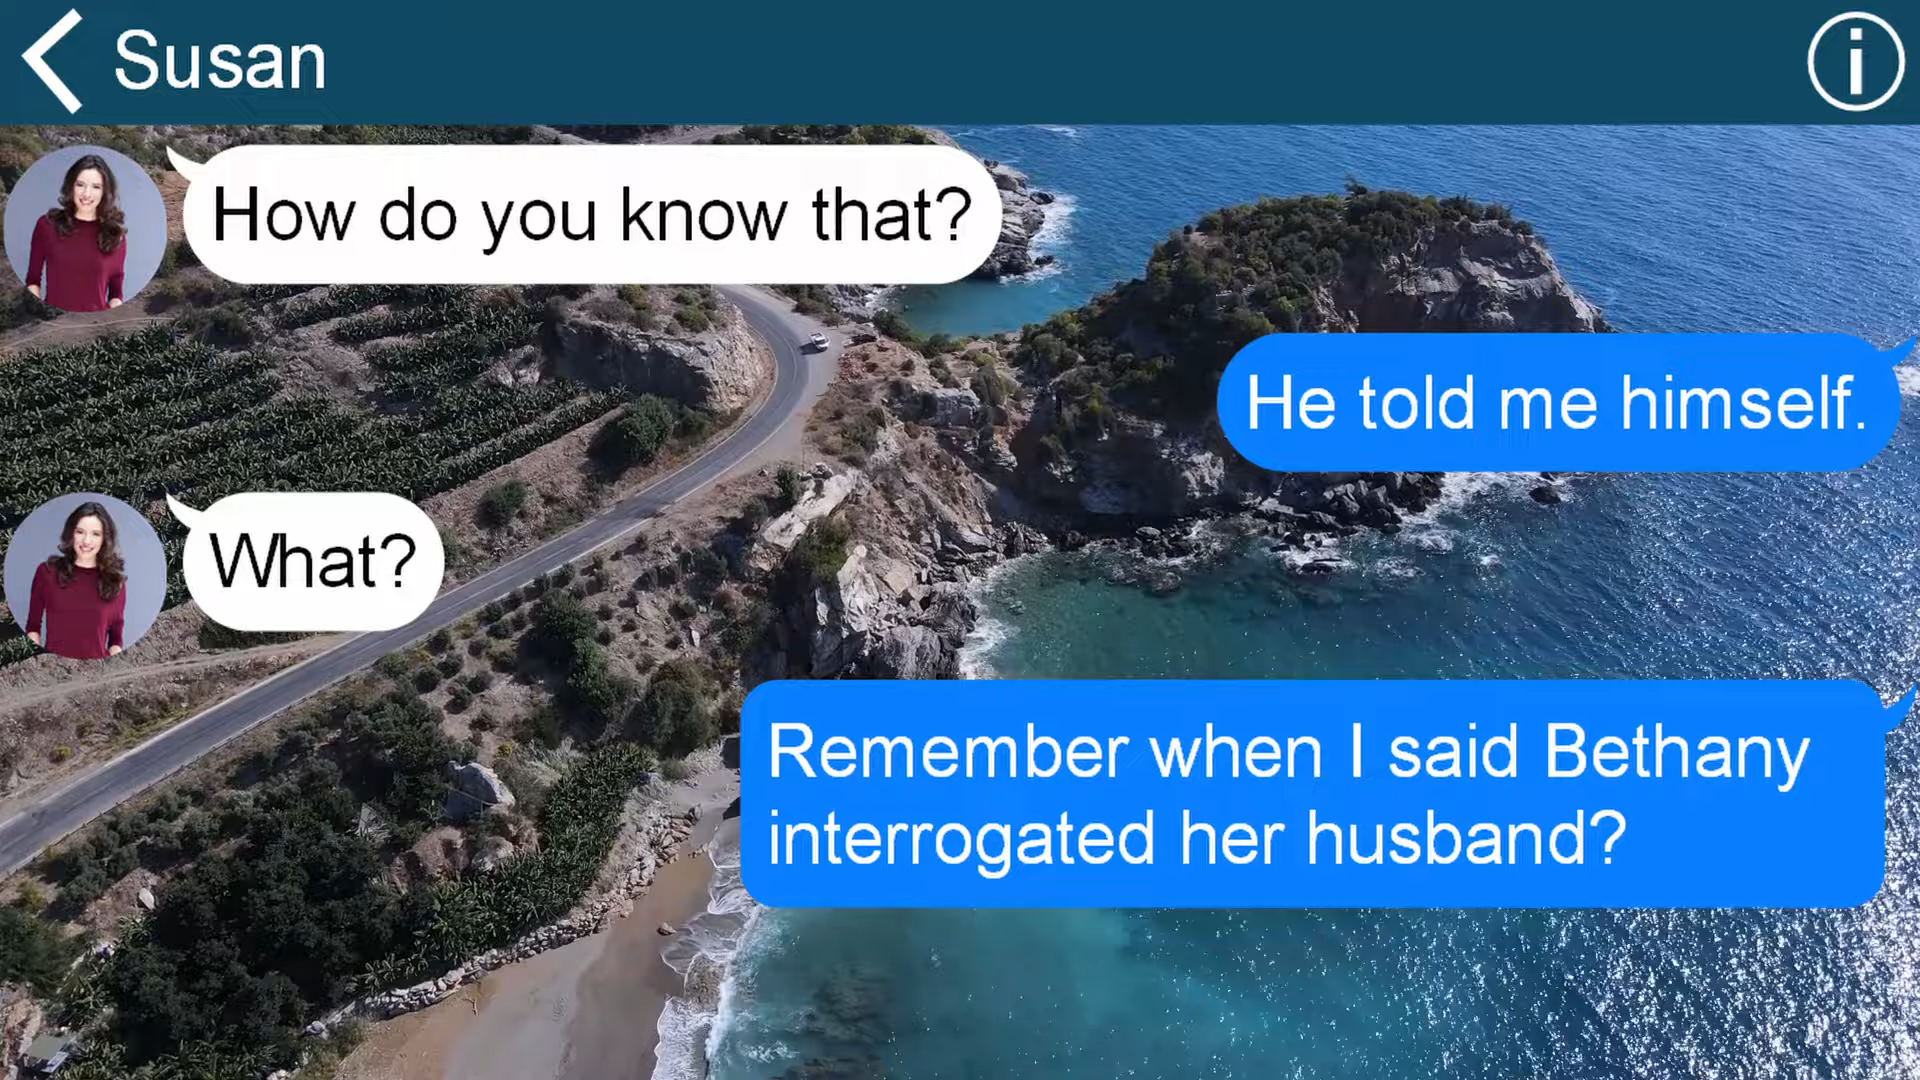 Susan
How do you know that?
He told me himself.
What?
Remember when I said Bethany
interrogated her husband?